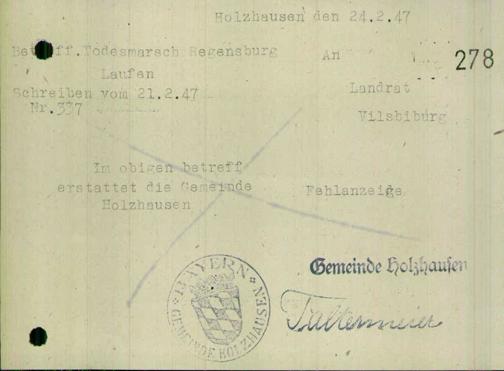 Holzhausen den 24.2.47
Betreff. Todesmarsch Regensburg An 278
Laufen
Schreiben vom 21.2.47 Landrat
Nr. 337 Vilsbiburg
Im obigen betreff
erstattet die Gemeinde Fehlanzeige
Holzhausen
Gemeinde Holzhausen
BAYERN
GEMEINDE HOLZHAUSEN